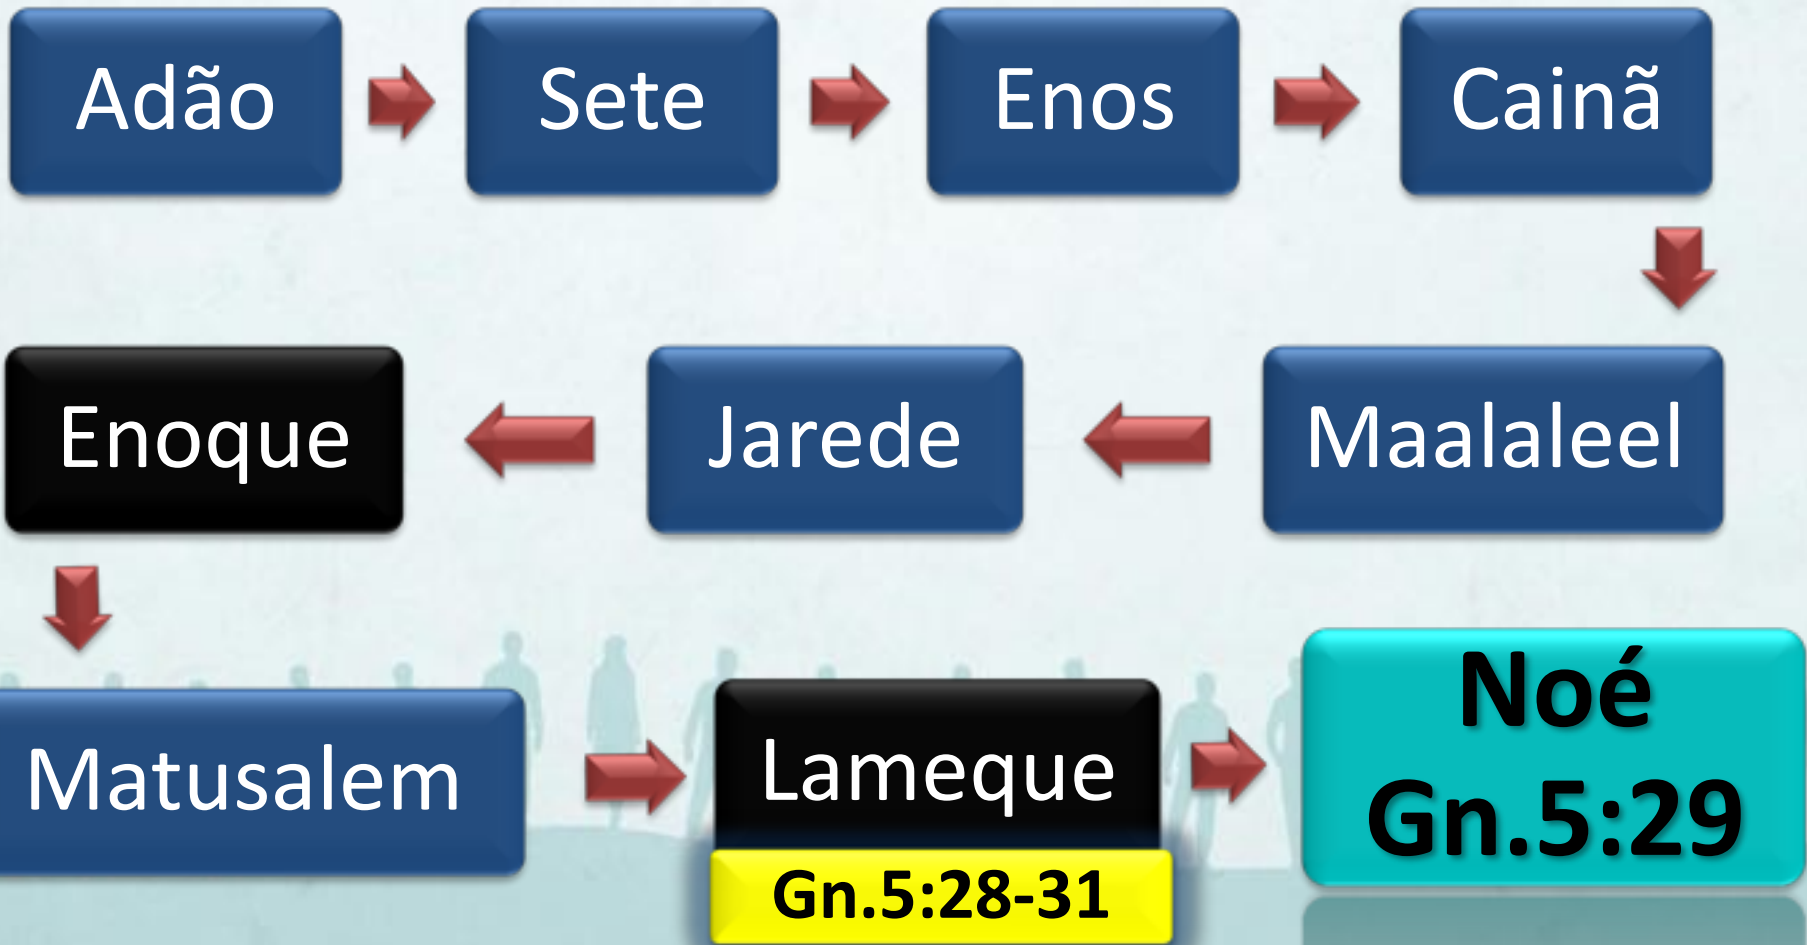 Adão
Sete
Enos
Cainã
Enoque
Jarede
Maalaleel
Matusalem
Lameque
Gn.5:28-31
Noé
Gn.5:29